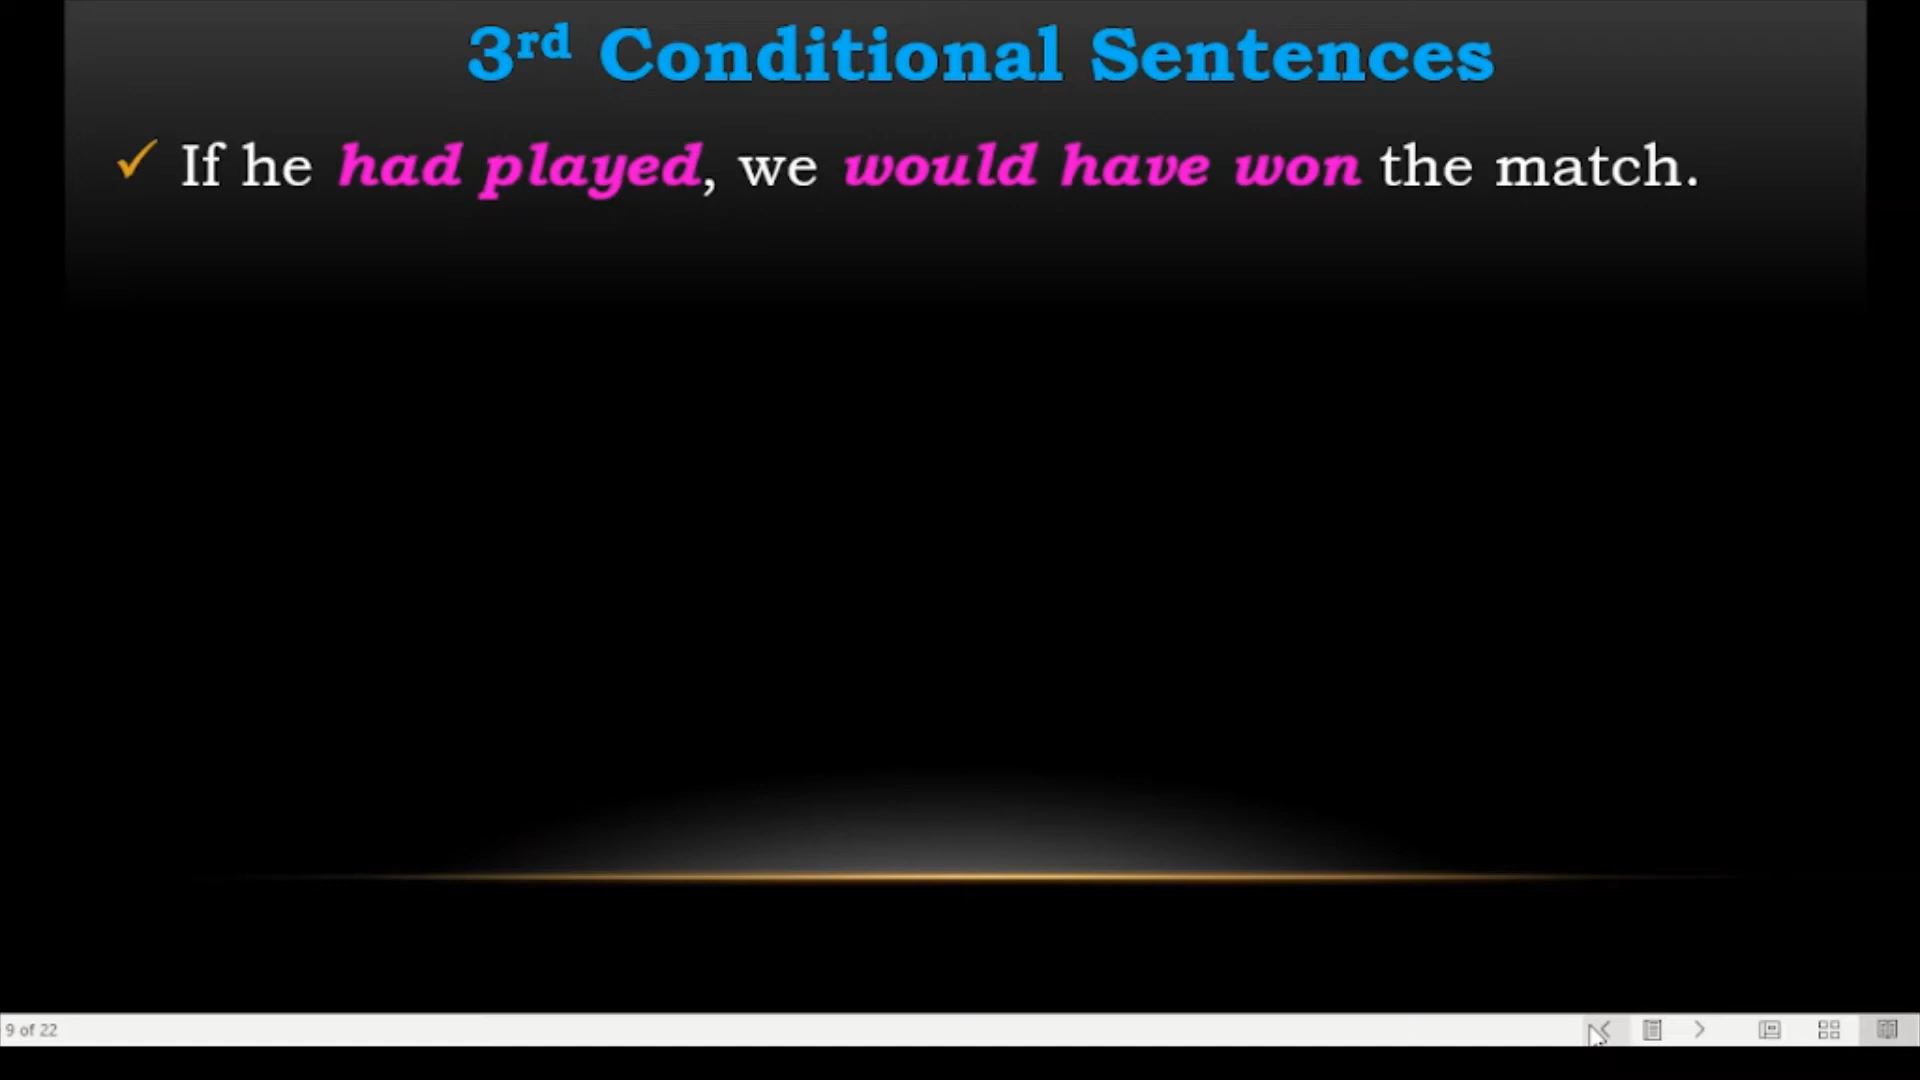 3rd Conditional Sentences
✓ If he had played, we would have won the match.
9 of 22